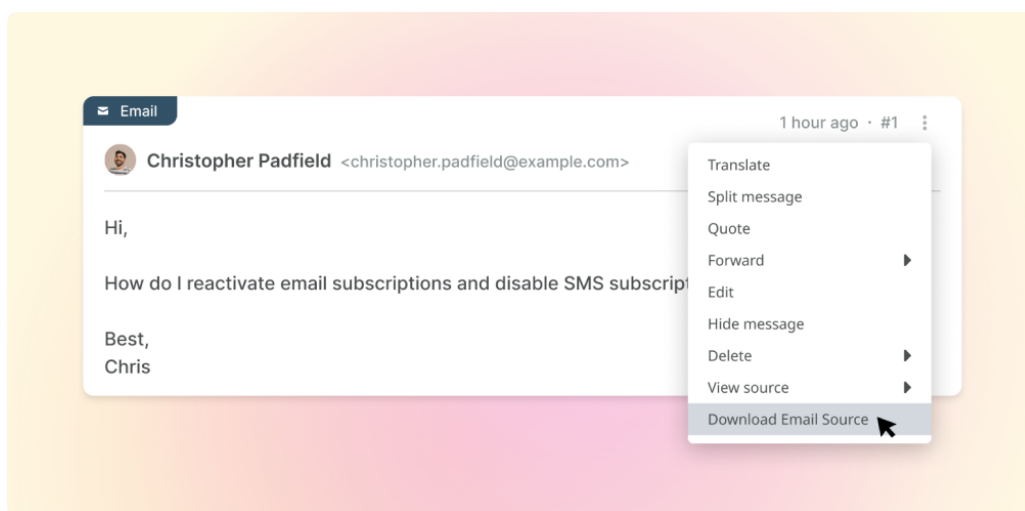 Email
1 hour ago · #1
Christopher Padfield <christopher.padfield@example.com>
Hi,
How do I reactivate email subscriptions and disable SMS
Best,
Chris
Translate
Split message
Quote
Forward
Edit
Hide message
Delete
View source
Download Email Source